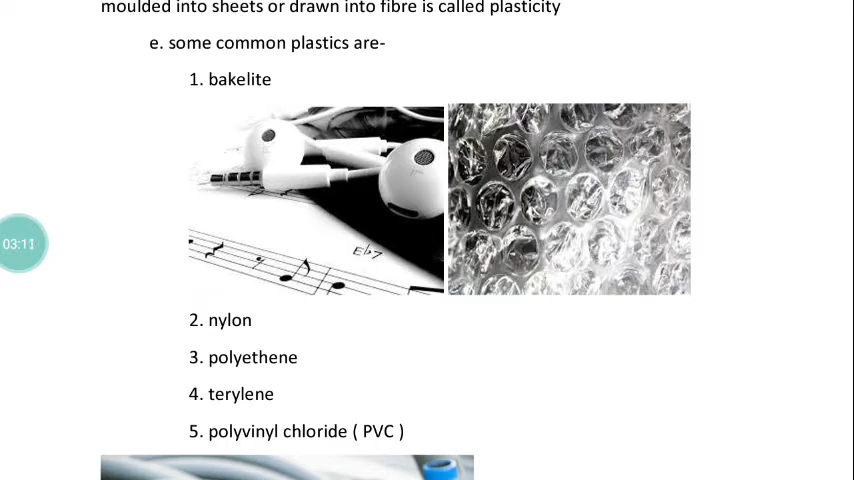 moulded into sheets or drawn into fibre is called plasticity
e. some common plastics are-
1. bakelite
E♭7
03:11
2. nylon
3. polyethene
4. terylene
5. polyvinyl chloride ( PVC )